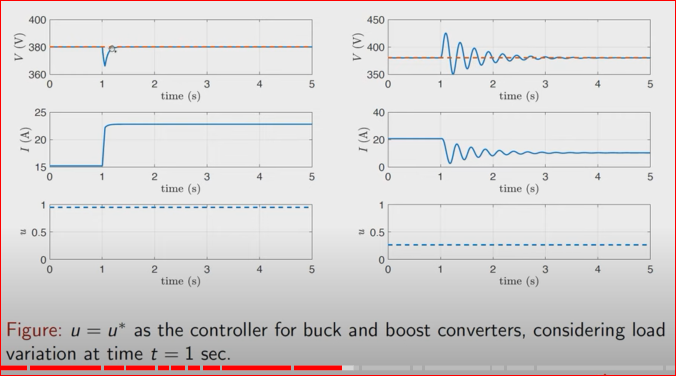 400
380
360
V (V)
0 1 2 3 4 5
time (s)
450
400
350
V (V)
0 1 2 3 4 5
time (s)
25
20
15
I (A)
0 1 2 3 4 5
time (s)
40
20
0
I (A)
0 1 2 3 4 5
time (s)
1
0.5
0
u
0 1 2 3 4 5
time (s)
1
0.5
0
u
0 1 2 3 4 5
time (s)
Figure: u = u* as the controller for buck and boost converters, considering load
variation at time t = 1 sec.